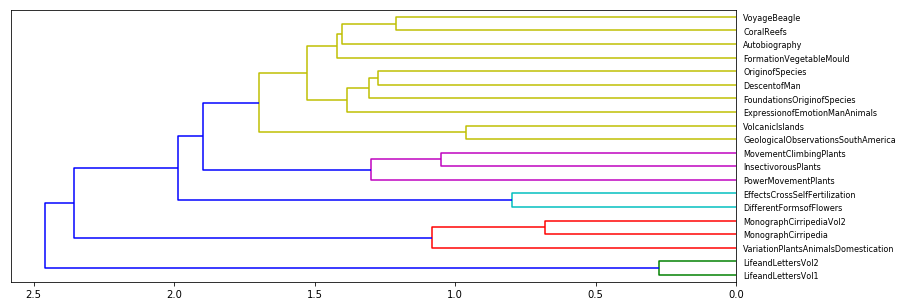 VoyageBeagle
CoralReefs
Autobiography
FormationVegetableMould
OriginofSpecies
DescentofMan
FoundationsOriginofSpecies
ExpressionofEmotionManAnimals
VolcanicIslands
GeologicalObservationsSouthAmerica
MovementClimbingPlants
InsectivorousPlants
PowerMovementPlants
EffectsCrossSelfFertilization
DifferentFormsofFlowers
MonographCirripediaVol2
MonographCirripedia
VariationPlantsAnimalsDomestication
LifeandLettersVol2
LifeandLettersVol1
2.5 2.0 1.5 1.0 0.5 0.0